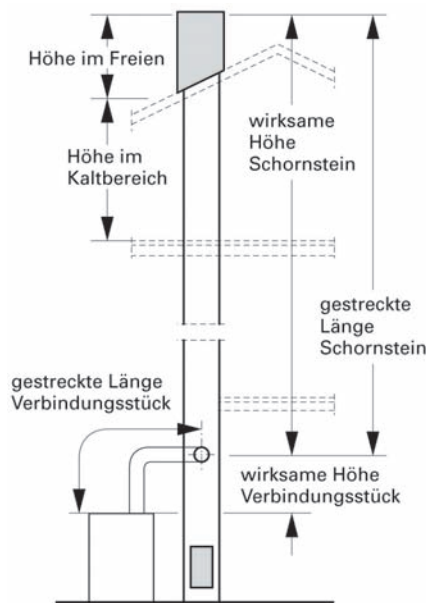 Höhe im Freien
Höhe im
Kaltbereich
wirksame
Höhe
Schornstein
gestreckte
Länge
Schornstein
gestreckte Länge
Verbindungsstück
wirksame Höhe
Verbindungsstück